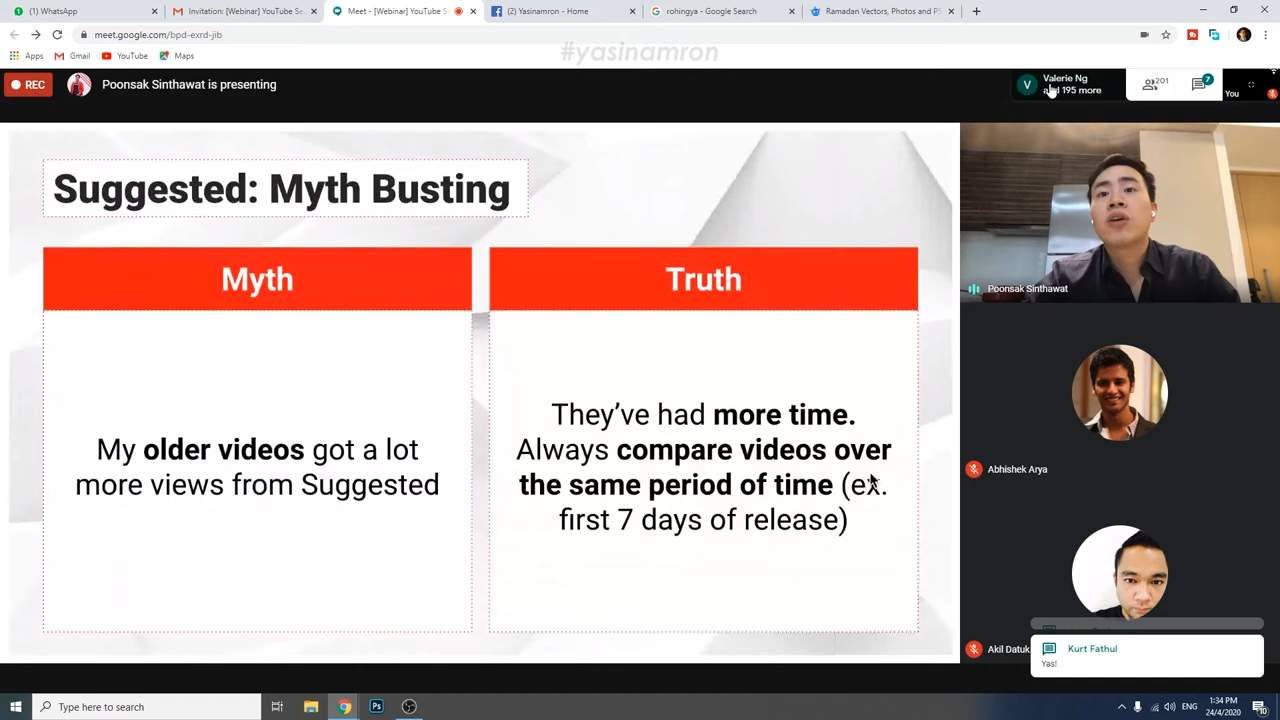 (1) WhatsApp
Invitation: [Webinar] YouTube Se
Meet - [Webinar] YouTube S
(2) Yasinamron - Home
rohingya - Google Search
Ramadan Vectors, Photos and PS
meet.google.com/bpd-exrd-jib
Apps
Gmail
YouTube
Maps
#yasinamron
REC
Poonsak Sinthawat is presenting
V
Valerie Ng
and 195 more
201
7
You
Suggested: Myth Busting
Myth
Truth
My older videos got a lot
more views from Suggested
They’ve had more time.
Always compare videos over
the same period of time (ex.
first 7 days of release)
Poonsak Sinthawat
Abhishek Arya
Akil Datuk
Kurt Fathul
Yas!
Type here to search
Ps
ENG
1:34 PM
24/4/2020
10